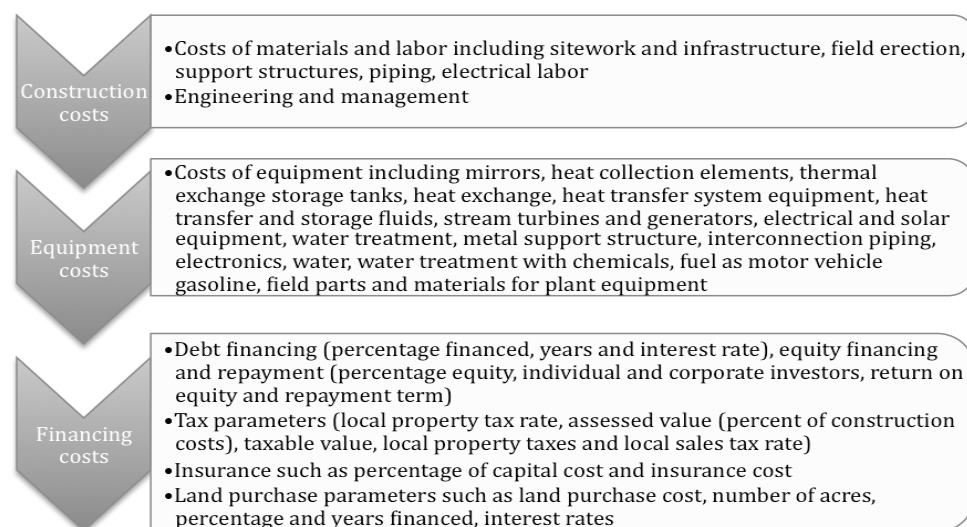 Construction
costs
•Costs of materials and labor including sitework and infrastructure, field erection,
support structures, piping, electrical labor
•Engineering and management
Equipment
costs
•Costs of equipment including mirrors, heat collection elements, thermal
exchange storage tanks, heat exchange, heat transfer system equipment, heat
transfer and storage fluids, stream turbines and generators, electrical and solar
equipment, water treatment, metal support structure, interconnection piping,
electronics, water, water treatment with chemicals, fuel as motor vehicle
gasoline, field parts and materials for plant equipment
Financing
costs
•Debt financing (percentage financed, years and interest rate), equity financing
and repayment (percentage equity, individual and corporate investors, return on
equity and repayment term)
•Tax parameters (local property tax rate, assessed value (percent of construction
costs), taxable value, local property taxes and local sales tax rate)
•Insurance such as percentage of capital cost and insurance cost
•Land purchase parameters such as land purchase cost, number of acres,
percentage and years financed, interest rates